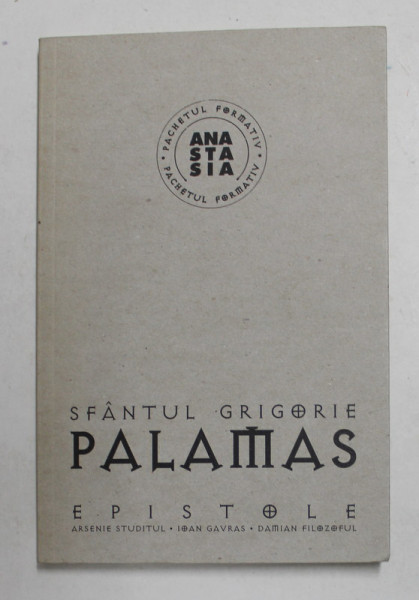 PACHETUL FORMATIV •
ANA
STA
SIA
PACHETUL FORMATIV •
SFÂNTUL GRIGORIE
PALAMAS
EPISTOLE
ARSENIE STUDITUL • IOAN GAVRAS • DAMIAN FILOZOFUL